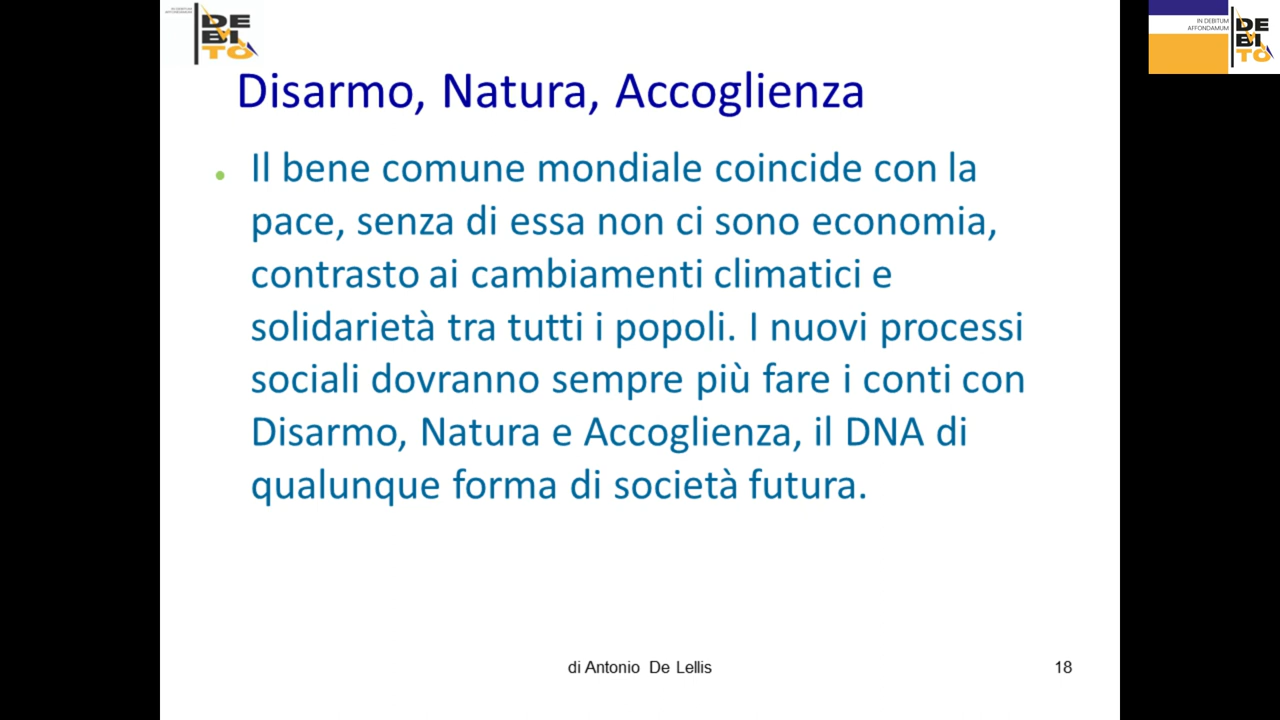 DE
BI
TO
Disarmo, Natura, Accoglienza
Il bene comune mondiale coincide con la
pace, senza di essa non ci sono economia,
contrasto ai cambiamenti climatici e
solidarietà tra tutti i popoli. I nuovi processi
sociali dovranno sempre più fare i conti con
Disarmo, Natura e Accoglienza, il DNA di
qualunque forma di società futura.
di Antonio De Lellis
18
IN DEBITUM
AFFONDAMUM
DE
BI
TO